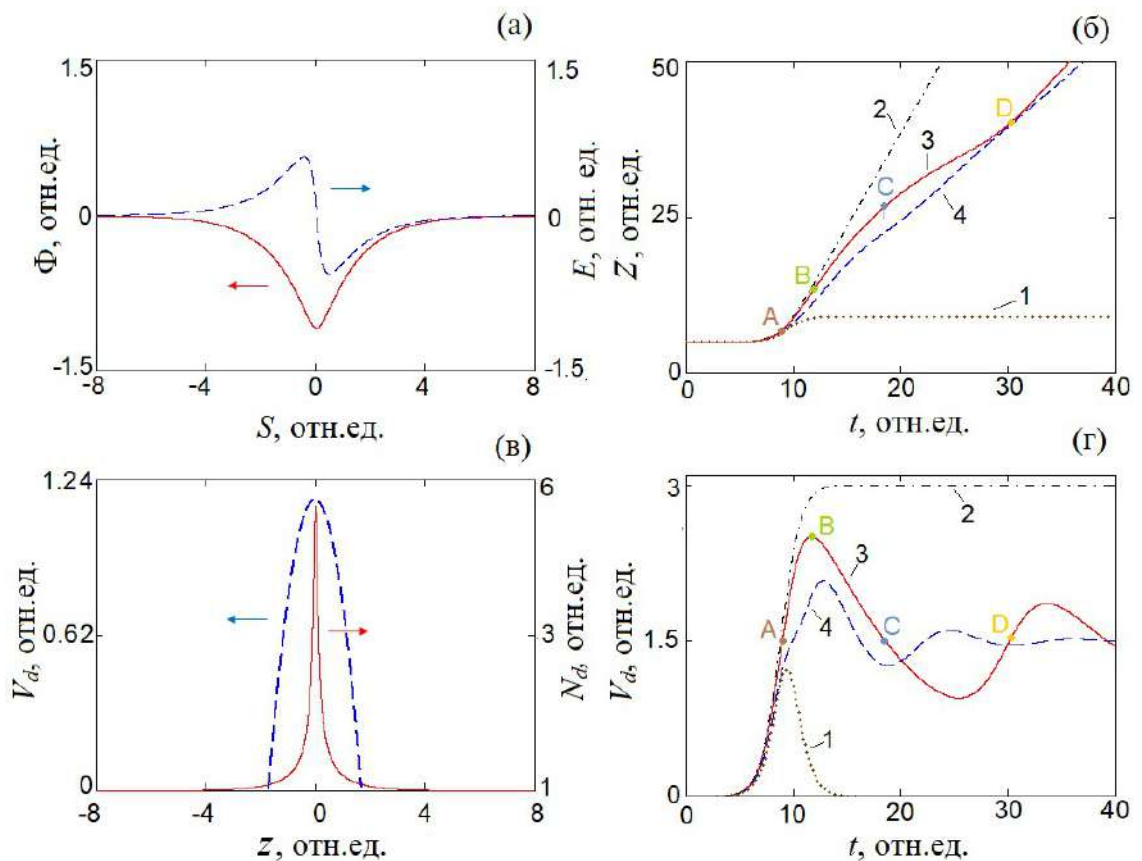 (а)
1.5
0
-1.5
Ф, отн.ед.
1.5
0
-1.5
E, отн. ед.
-8
-4
0
4
8
S, отн.ед.
(б)
50
25
0
Z, отн.ед.
A
B
C
D
1
2
3
4
0
10
20
30
40
t, отн.ед.
(в)
1.24
0.62
0
V_d, отн.ед.
6
3
1
N_d, отн.ед.
-8
-4
0
4
8
z, отн.ед.
(г)
3
1.5
0
V_d, отн.ед.
A
B
C
D
1
2
3
4
0
10
20
30
40
t, отн.ед.